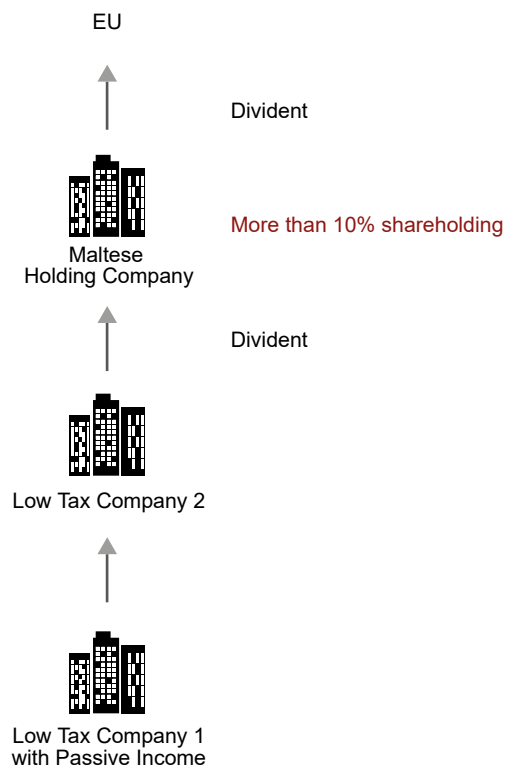 EU
Divident
More than 10% shareholding
Maltese
Holding Company
Divident
Low Tax Company 2
Low Tax Company 1
with Passive Income